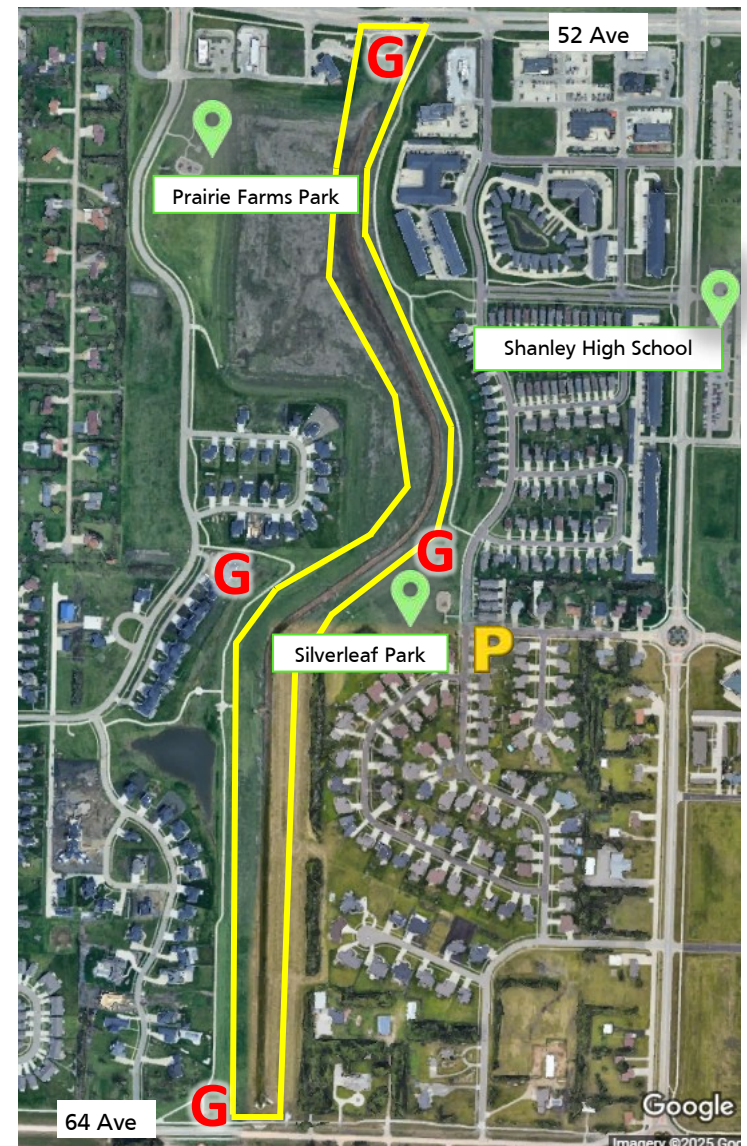 52 Ave
G
Prairie Farms Park
Shanley High School
G
G
Silverleaf Park
P
G
64 Ave
Google
Imagery ©2025 Goo